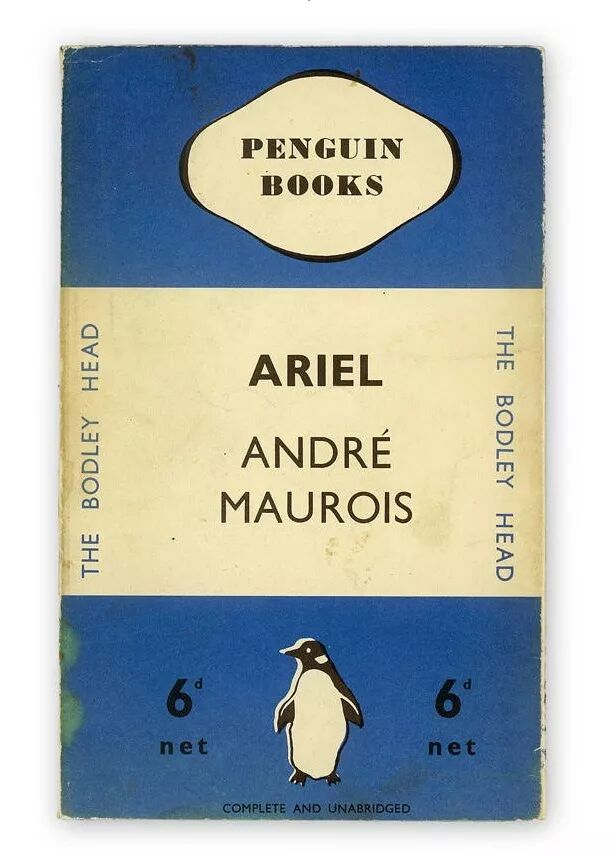 PENGUIN
BOOKS
THE BODLEY HEAD
ARIEL
ANDRÉ
MAUROIS
THE BODLEY HEAD
6d
net
6d
net
COMPLETE AND UNABRIDGED